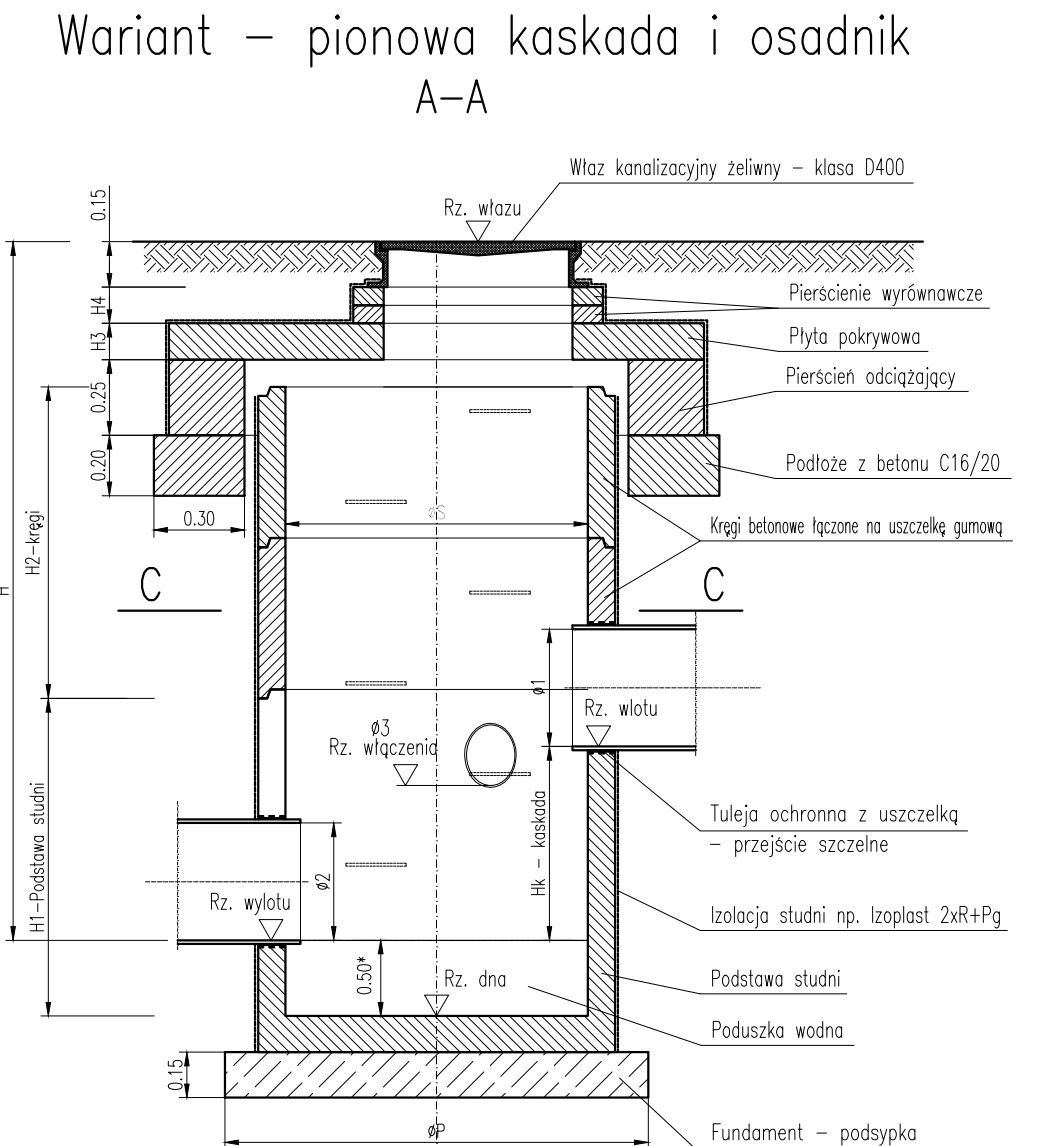 Wariant – pionowa kaskada i osadnik
A–A
Właz kanalizacyjny żeliwny – klasa D400
0.15
Rz. włazu
H4
Pierścienie wyrównawcze
H3
Płyta pokrywowa
Pierścień odciążający
0.25
0.20
Podłoże z betonu C16/20
0.30
øS
Kręgi betonowe łączone na uszczelkę gumową
H2–kręgi
H
C
C
ø1
Rz. wlotu
ø3
Rz. włączenia
H1–Podstawa studni
Hk – kaskada
Tuleja ochronna z uszczelką
– przejście szczelne
ø2
Rz. wylotu
Izolacja studni np. Izoplast 2xR+Pg
0.50*
Rz. dna
Podstawa studni
Poduszka wodna
0.15
øP
Fundament – podsypka